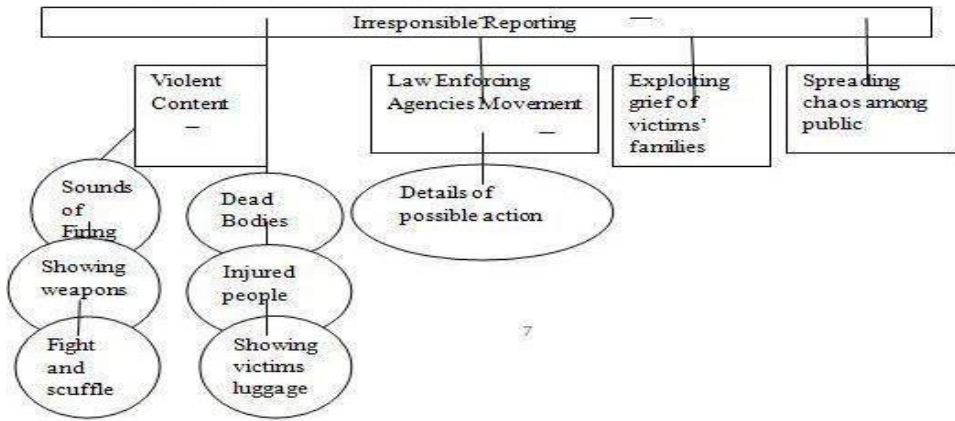 Irresponsible Reporting
Violent
Content
Law Enforcing
Agencies Movement
Exploiting
grief of
victims'
families
Spreading
chaos among
public
Sounds
of
Firing
Dead
Bodies
Details of
possible action
Showing
weapons
Injured
people
Fight
and
scuffle
Showing
victims
luggage
7